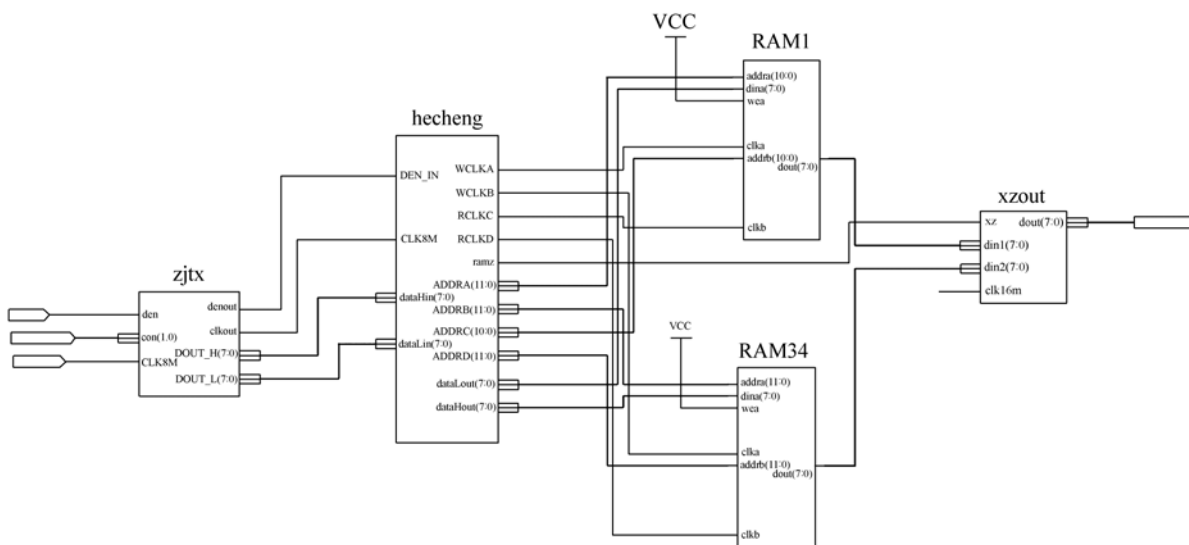 VCC
RAM1
addra(10:0)
dina(7:0)
wea
clka
addrb(10:0)
dout(7:0)
clkb
hecheng
DEN_IN
CLK8M
dataHin(7:0)
dataLin(7:0)
WCLKA
WCLKB
RCLKC
RCLKD
ramz
ADDRA(11:0)
ADDRB(11:0)
ADDRC(10:0)
ADDRD(11:0)
dataLout(7:0)
dataHout(7:0)
xzout
xz
dout(7:0)
din1(7:0)
din2(7:0)
clk16m
zjtx
den
con(1:0)
CLK8M
denout
clkout
DOUT_H(7:0)
DOUT_L(7:0)
VCC
RAM34
addra(11:0)
dina(7:0)
wea
clka
addrb(11:0)
dout(7:0)
clkb